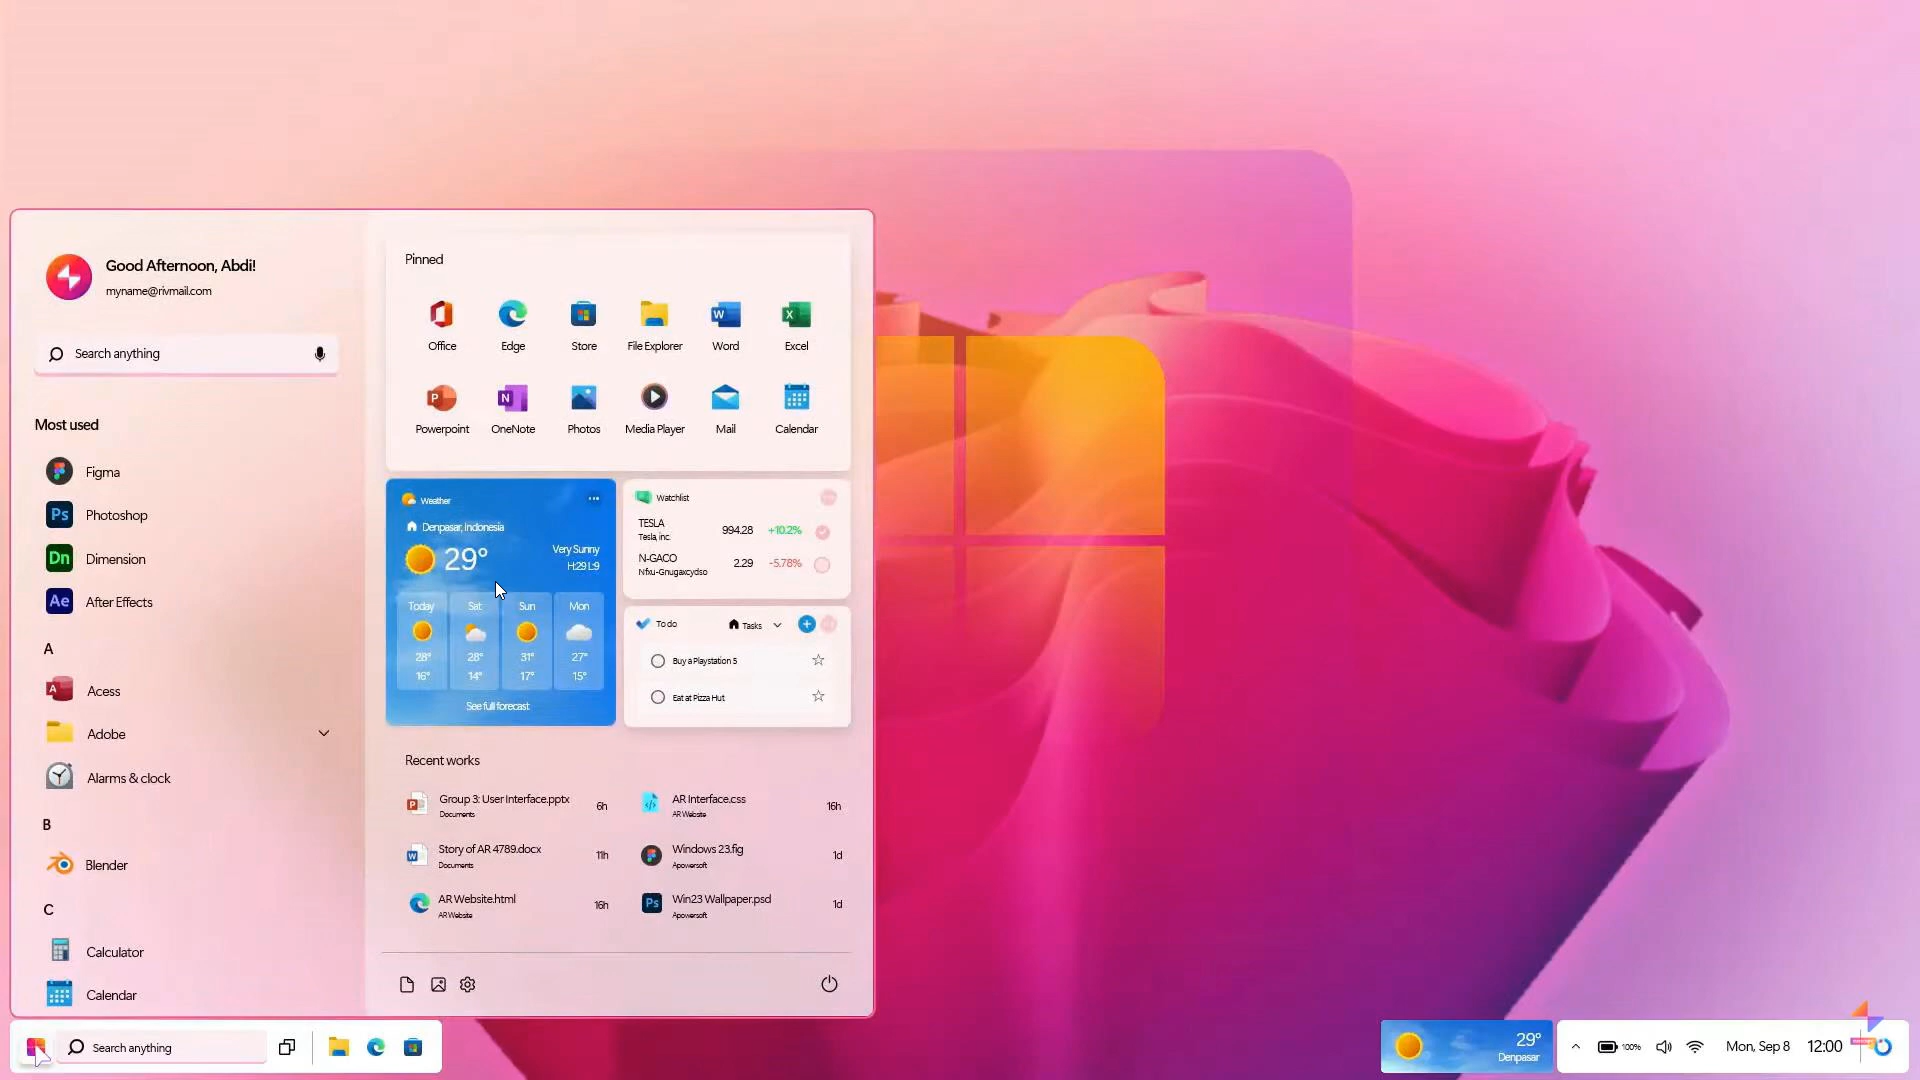 Good Afternoon, Abdi!
myname@rivmail.com
Search anything
Most used
Figma
Photoshop
Dimension
After Effects
A
Acess
Adobe
Alarms & clock
B
Blender
C
Calculator
Calendar
Pinned
Office
Edge
Store
File Explorer
Word
Excel
Powerpoint
OneNote
Photos
Media Player
Mail
Calendar
Weather
Denpasar, Indonesia
29°
Very Sunny
H:29 L:9
Today
Sat
Sun
Mon
28°
28°
31°
27°
16°
14°
17°
15°
See full forecast
Watchlist
TESLA
994.28
+10.2%
Tesla, inc.
N-GACO
2.29
-5.78%
Nfxu-Gnugaxcydso
To do
Tasks
Buy a Playstation 5
Eat at Pizza Hut
Recent works
Group 3: User Interface.pptx
6h
Documents
AR Interface.css
16h
AR Website
Story of AR 4789.docx
11h
Documents
Windows 23.fig
1d
Apowersoft
AR Website.html
16h
AR Website
Win23 Wallpaper.psd
1d
Apowersoft
Search anything
29°
Denpasar
100%
Mon, Sep 8
12:00